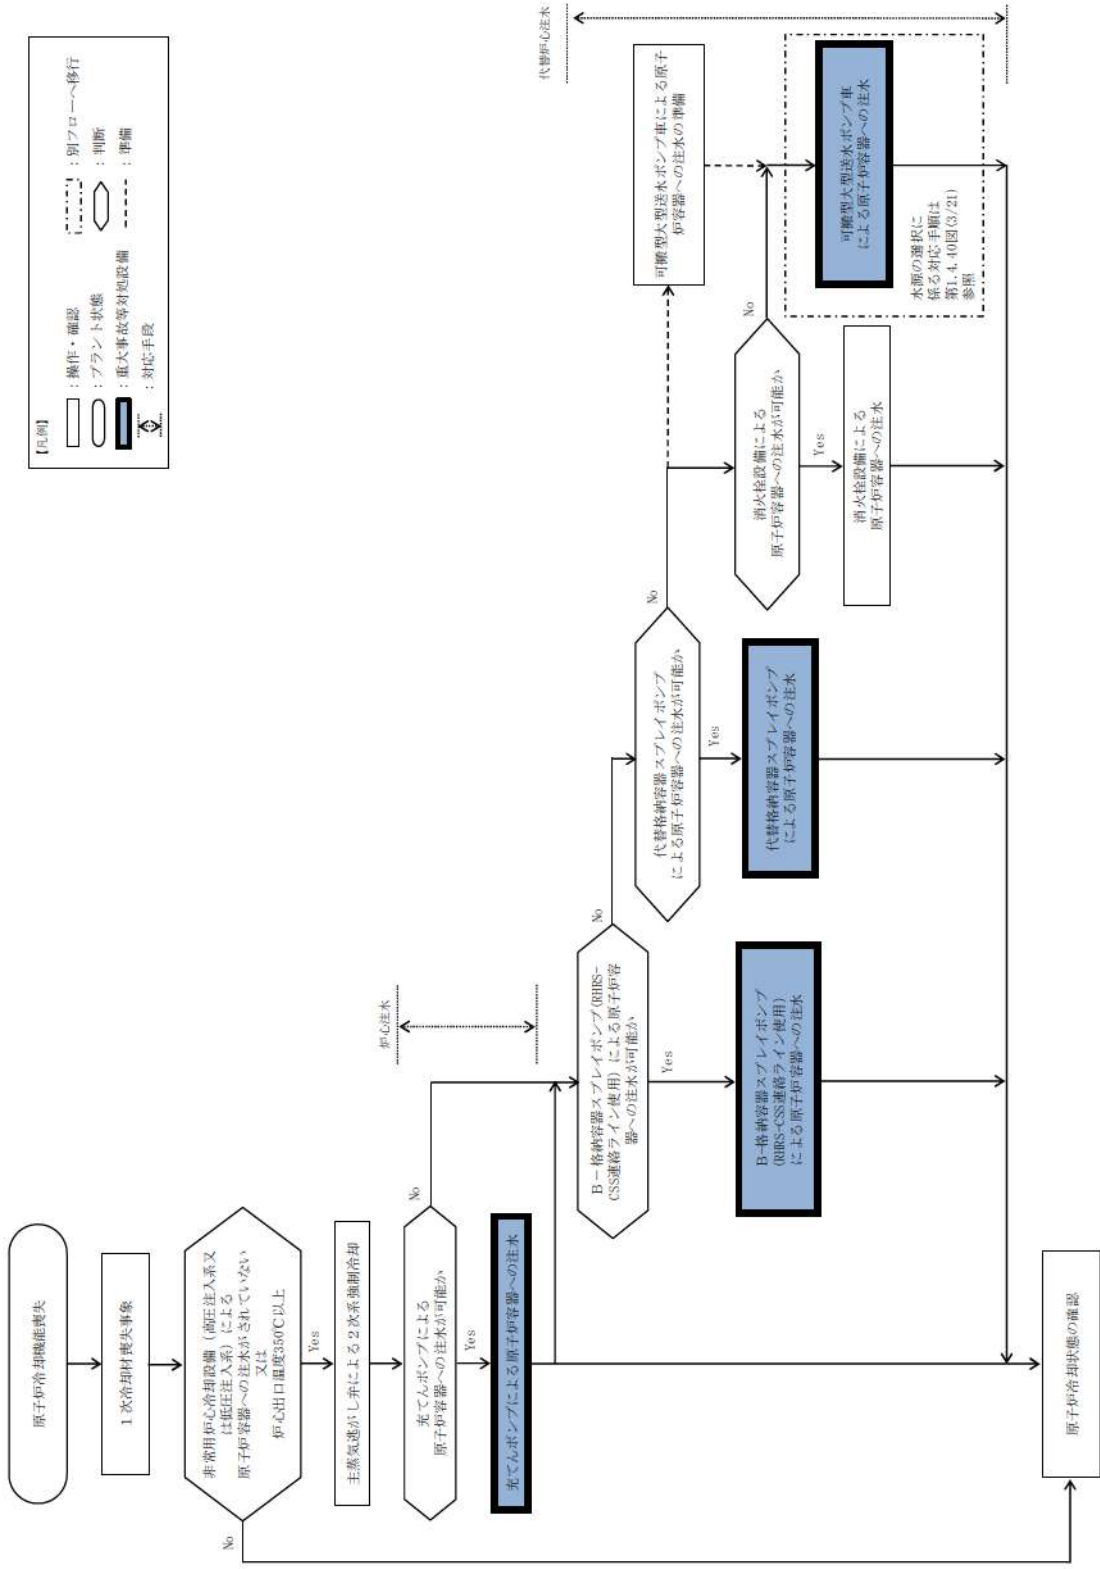 原子炉冷却機能喪失
1次冷却材喪失事象
非常用炉心冷却設備(高圧注入系又
は低圧注入系)による
原子炉容器への注水がされていない
又は
炉心出口温度350℃以上
No
Yes
主蒸気逃がし弁による2次系強制冷却
充てんポンプによる
原子炉容器への注水が可能か
No
Yes
充てんポンプによる原子炉容器への注水
炉心注水
B-格納容器スプレイポンプ(RHRS-
CSS連絡ライン使用)による原子炉容
器への注水が可能か
No
Yes
B-格納容器スプレイポンプ
(RHRS-CSS連絡ライン使用)
による原子炉容器への注水
代替格納容器スプレイポンプ
による原子炉容器への注水が可能か
No
Yes
代替格納容器スプレイポンプ
による原子炉容器への注水
消火栓設備による
原子炉容器への注水が可能か
No
Yes
消火栓設備による
原子炉容器への注水
可搬型大型送水ポンプ車による原子
炉容器への注水の準備
可搬型大型送水ポンプ車
による原子炉容器への注水
水源の選択に
係る対応手順は
第1.4.40図(3/21)
参照
代替炉心注水
原子炉冷却状態の確認
【凡例】
:操作・確認
:プラント状態
:重大事故等対処設備
:対応手段
:別フローへ移行
:判断
:準備